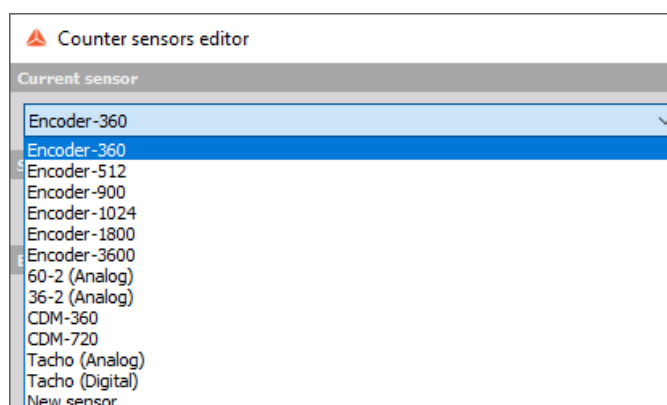 Counter sensors editor
Current sensor
Encoder-360
Encoder-360
Encoder-512
Encoder-900
Encoder-1024
Encoder-1800
Encoder-3600
60-2 (Analog)
36-2 (Analog)
CDM-360
CDM-720
Tacho (Analog)
Tacho (Digital)
New sensor